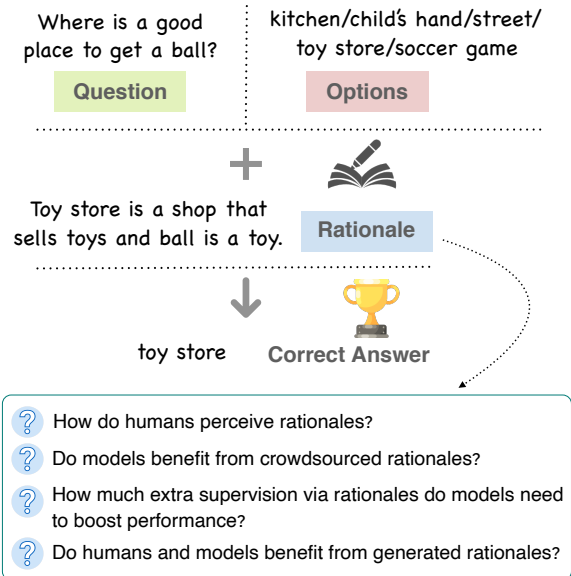 Where is a good
place to get a ball?
Question
kitchen/child's hand/street/
toy store/soccer game
Options
Toy store is a shop that
sells toys and ball is a toy.
Rationale
toy store
Correct Answer
How do humans perceive rationales?
Do models benefit from crowdsourced rationales?
How much extra supervision via rationales do models need
to boost performance?
Do humans and models benefit from generated rationales?